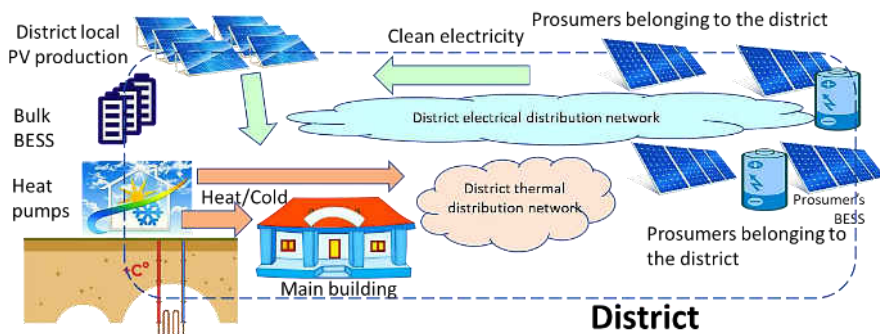 District local
PV production
Clean electricity
Prosumers belonging to the district
Bulk
BESS
District electrical distribution network
Heat
pumps
Heat/Cold
District thermal
distribution network
Prosumer's
BESS
Prosumers belonging to
the district
+C°
Main building
District